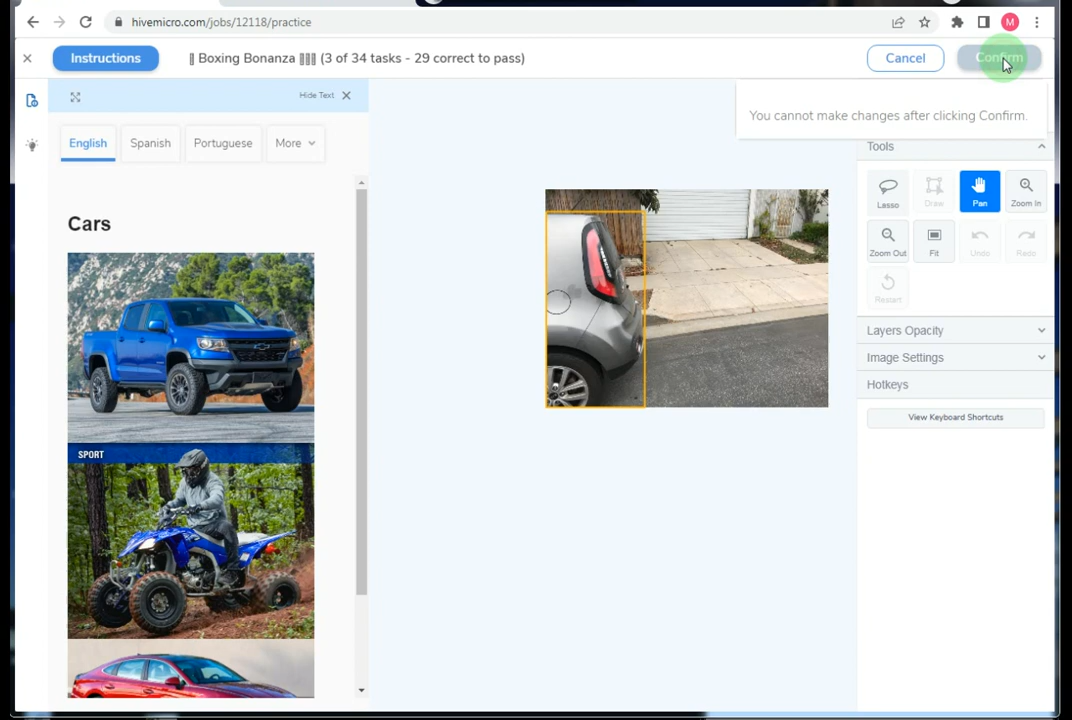 hivemicro.com/jobs/12118/practice
M
Instructions
Boxing Bonanza (3 of 34 tasks - 29 correct to pass)
Cancel
Confirm
Hide Text
You cannot make changes after clicking Confirm.
English
Spanish
Portuguese
More
Tools
Lasso
Draw
Pan
Zoom In
Zoom Out
Fit
Undo
Redo
Restart
Cars
Layers Opacity
Image Settings
Hotkeys
View Keyboard Shortcuts
SPORT